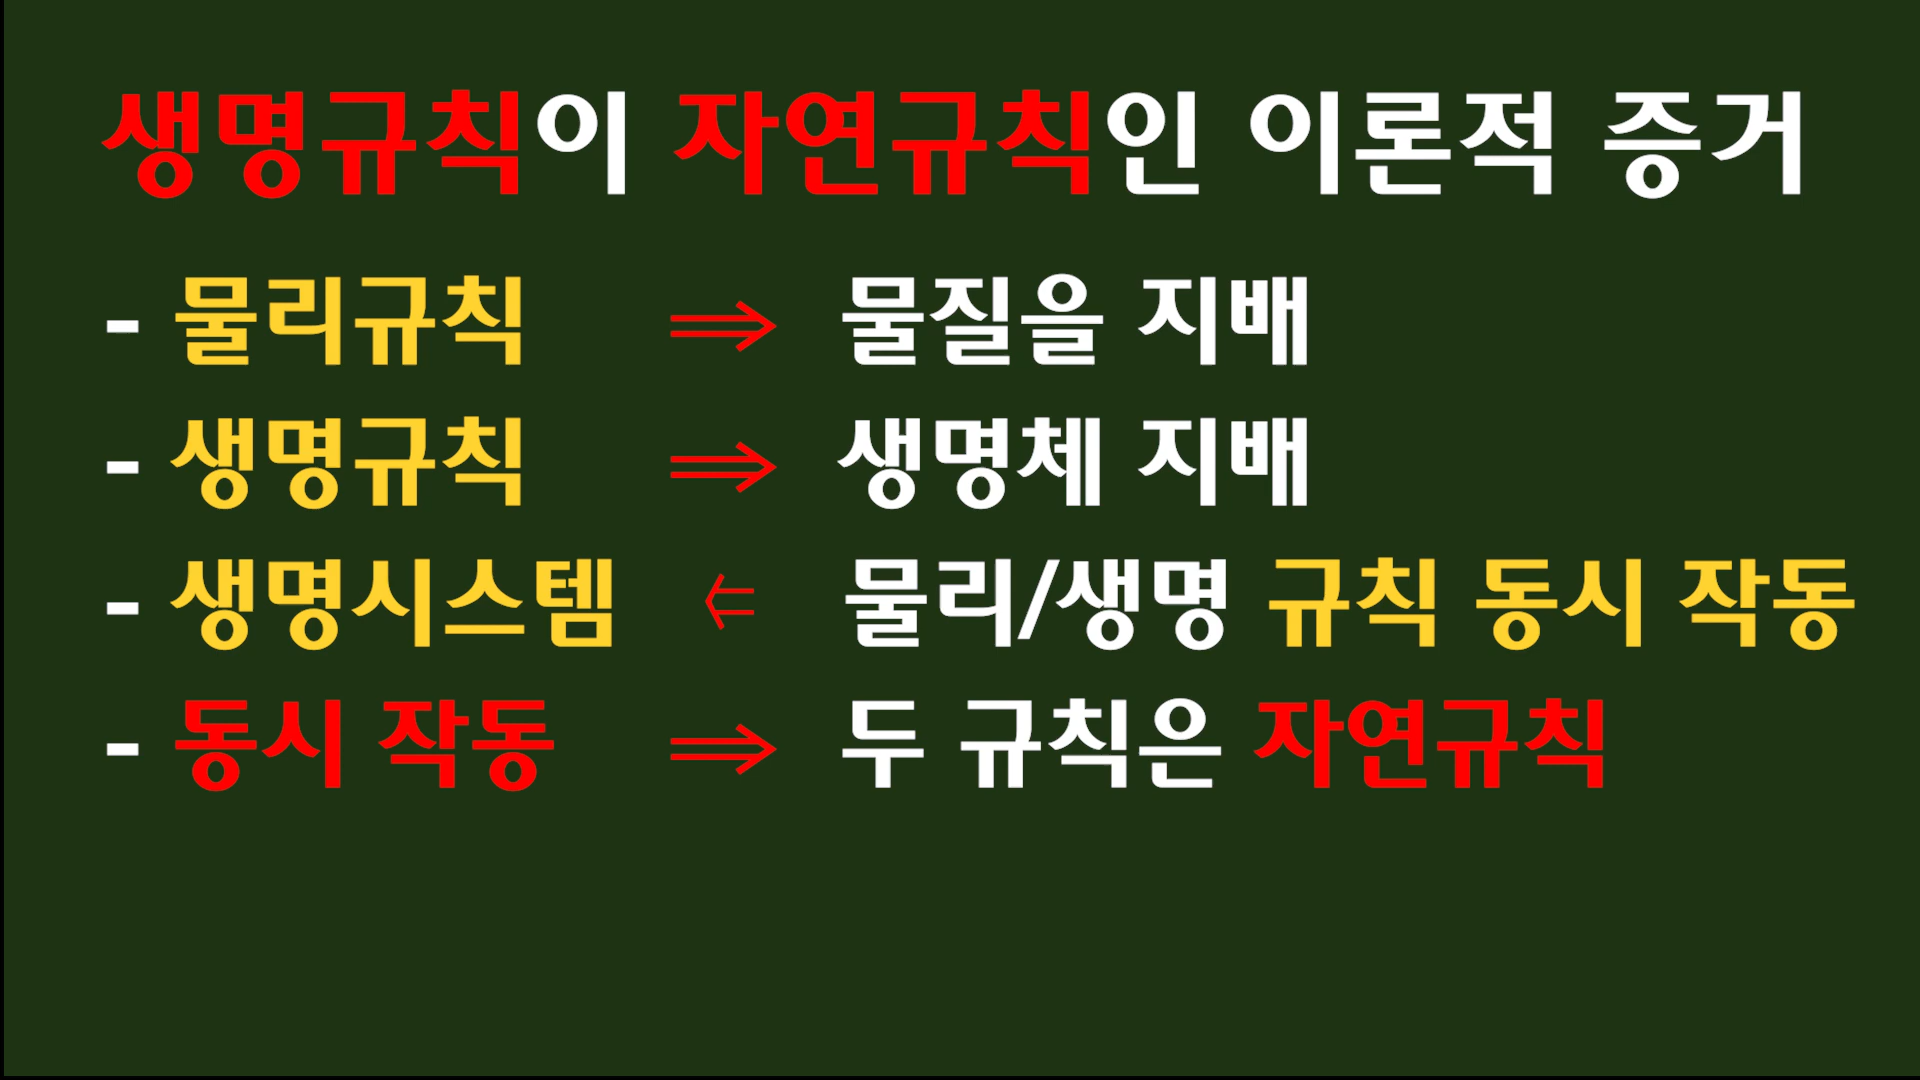 생명규칙이 자연규칙인 이론적 증거
- 물리규칙 ⇒ 물질을 지배
- 생명규칙 ⇒ 생명체 지배
- 생명시스템 ⇐ 물리/생명 규칙 동시 작동
- 동시 작동 ⇒ 두 규칙은 자연규칙